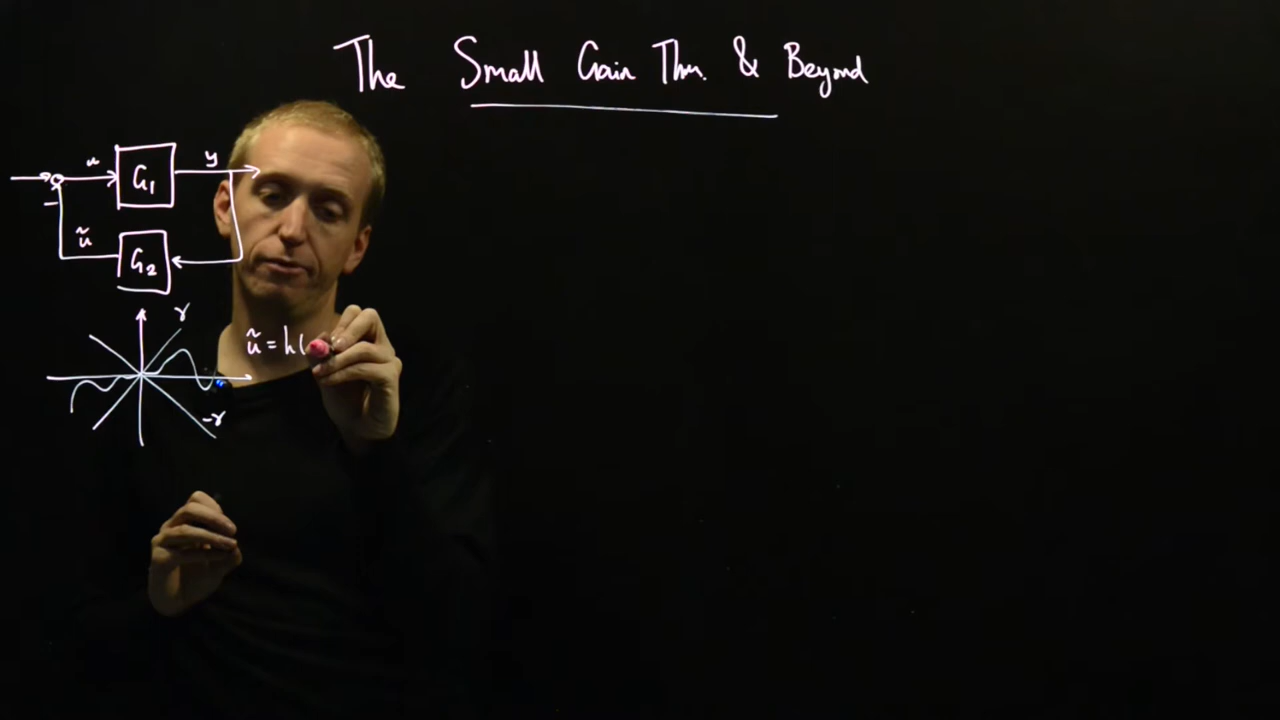 The Small Gain Thm. & Beyond
u G₁ y
−
ũ G₂
γ
ũ = h(
−γ